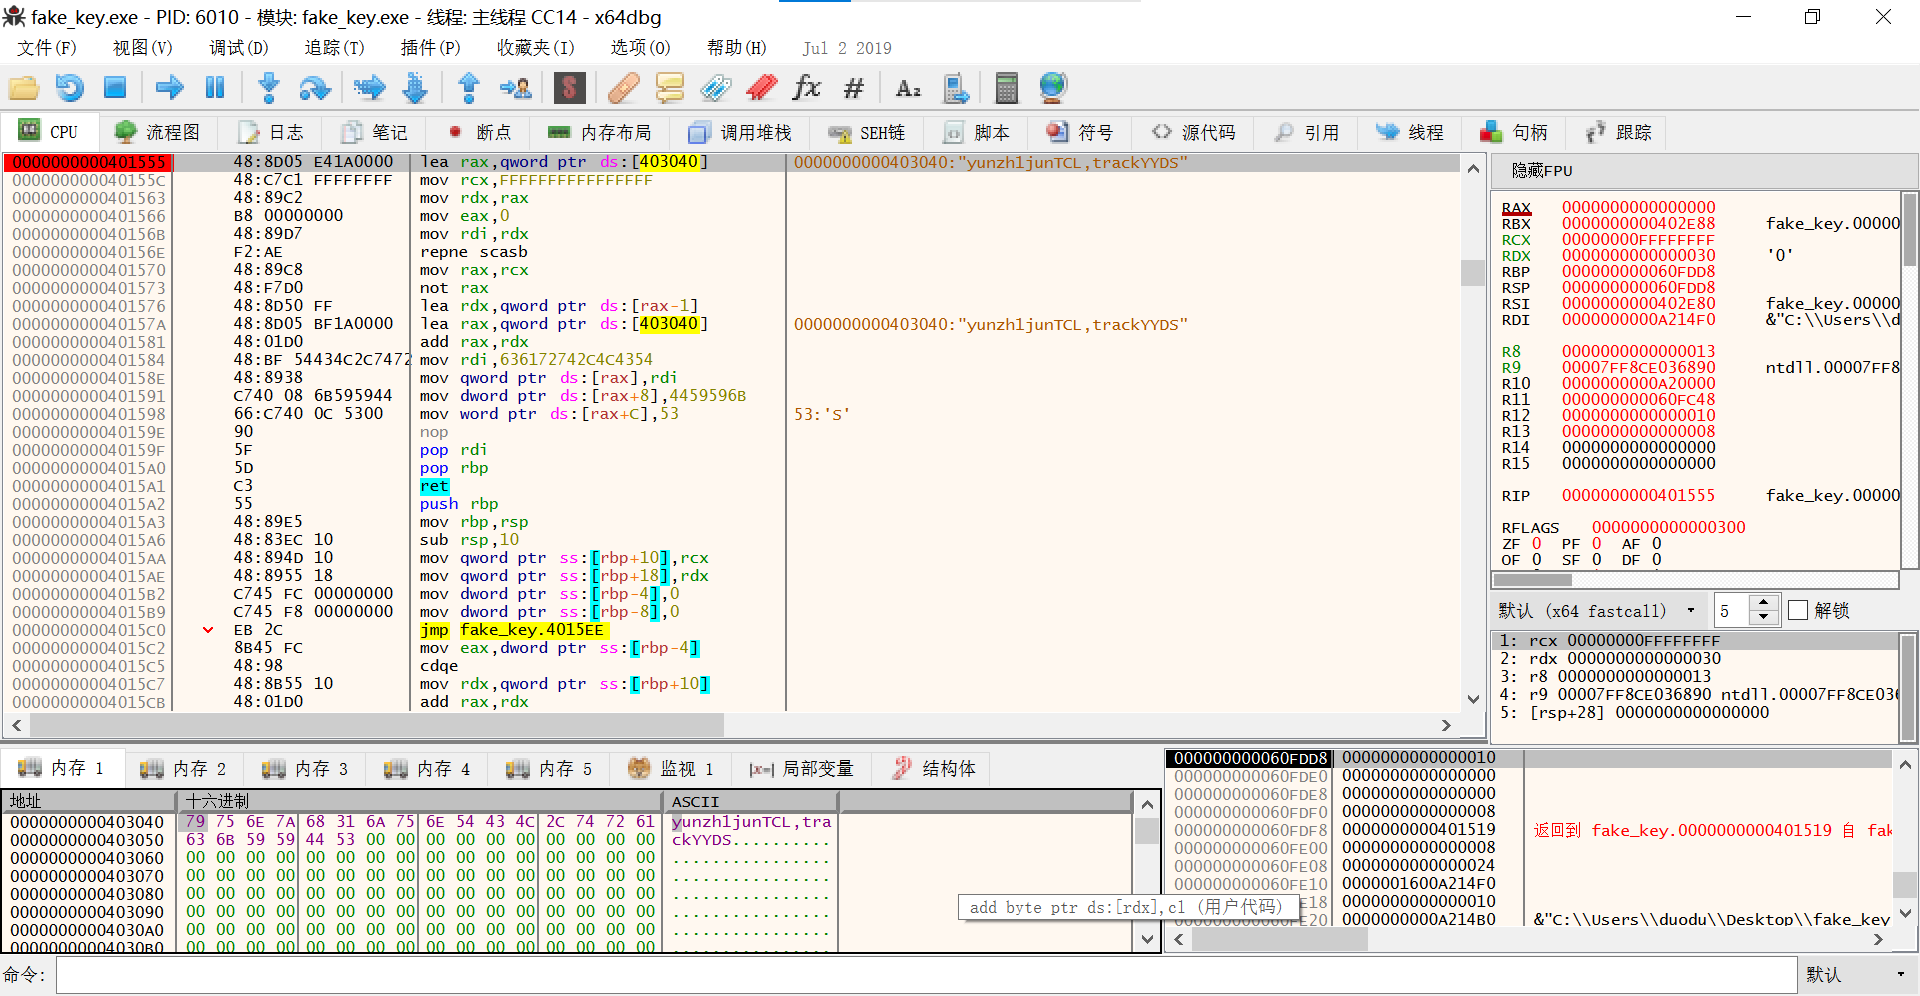 fake_key.exe - PID: 6010 - 模块: fake_key.exe - 线程: 主线程 CC14 - x64dbg
文件(F) 视图(V) 调试(D) 追踪(T) 插件(P) 收藏夹(I) 选项(O) 帮助(H) Jul 2 2019
CPU 流程图 日志 笔记 断点 内存布局 调用堆栈 SEH链 脚本 符号 源代码 引用 线程 句柄 跟踪
0000000000401555 48:8D05 E41A0000 lea rax,qword ptr ds:[403040] 0000000000403040:"yunzh1junTCL,trackYYDS"
000000000040155C 48:C7C1 FFFFFFFF mov rcx,FFFFFFFFFFFFFFFF
0000000000401563 48:89C2 mov rdx,rax
0000000000401566 B8 00000000 mov eax,0
000000000040156B 48:89D7 mov rdi,rdx
000000000040156E F2:AE repne scasb
0000000000401570 48:89C8 mov rax,rcx
0000000000401573 48:F7D0 not rax
0000000000401576 48:8D50 FF lea rdx,qword ptr ds:[rax-1]
000000000040157A 48:8D05 BF1A0000 lea rax,qword ptr ds:[403040] 0000000000403040:"yunzh1junTCL,trackYYDS"
0000000000401581 48:01D0 add rax,rdx
0000000000401584 48:BF 54434C2C7472 mov rdi,636172742C4C4354
000000000040158E 48:8938 mov qword ptr ds:[rax],rdi
0000000000401591 C740 08 6B595944 mov dword ptr ds:[rax+8],4459596B
0000000000401598 66:C740 0C 5300 mov word ptr ds:[rax+C],53 53:'S'
000000000040159E 90 nop
000000000040159F 5F pop rdi
00000000004015A0 5D pop rbp
00000000004015A1 C3 ret
00000000004015A2 55 push rbp
00000000004015A3 48:89E5 mov rbp,rsp
00000000004015A6 48:83EC 10 sub rsp,10
00000000004015AA 48:894D 10 mov qword ptr ss:[rbp+10],rcx
00000000004015AE 48:8955 18 mov qword ptr ss:[rbp+18],rdx
00000000004015B2 C745 FC 00000000 mov dword ptr ss:[rbp-4],0
00000000004015B9 C745 F8 00000000 mov dword ptr ss:[rbp-8],0
00000000004015C0 EB 2C jmp fake_key.4015EE
00000000004015C2 8B45 FC mov eax,dword ptr ss:[rbp-4]
00000000004015C5 48:98 cdqe
00000000004015C7 48:8B55 10 mov rdx,qword ptr ss:[rbp+10]
00000000004015CB 48:01D0 add rax,rdx
隐藏FPU
RAX 0000000000000000
RBX 0000000000402E88 fake_key.00000
RCX 00000000FFFFFFFF
RDX 0000000000000030 '0'
RBP 000000000060FDD8
RSP 000000000060FDD8
RSI 0000000000402E80 fake_key.00000
RDI 0000000000A214F0 &"C:\\Users\\d
R8 0000000000000013
R9 00007FF8CE036890 ntdll.00007FF8
R10 0000000000A20000
R11 000000000060FC48
R12 0000000000000010
R13 0000000000000008
R14 0000000000000000
R15 0000000000000000
RIP 0000000000401555 fake_key.00000
RFLAGS 0000000000000300
ZF 0 PF 0 AF 0
OF 0 SF 0 DF 0
默认 (x64 fastcall) 5 解锁
1: rcx 00000000FFFFFFFF
2: rdx 0000000000000030
3: r8 0000000000000013
4: r9 00007FF8CE036890 ntdll.00007FF8CE036
5: [rsp+28] 0000000000000000
内存 1 内存 2 内存 3 内存 4 内存 5 监视 1 局部变量 结构体
地址 十六进制 ASCII
0000000000403040 79 75 6E 7A 68 31 6A 75 6E 54 43 4C 2C 74 72 61 yunzh1junTCL,tra
0000000000403050 63 6B 59 59 44 53 00 00 00 00 00 00 00 00 00 00 ckYYDS..........
0000000000403060 00 00 00 00 00 00 00 00 00 00 00 00 00 00 00 00 ................
0000000000403070 00 00 00 00 00 00 00 00 00 00 00 00 00 00 00 00 ................
0000000000403080 00 00 00 00 00 00 00 00 00 00 00 00 00 00 00 00 ................
0000000000403090 00 00 00 00 00 00 00 00 00 00 00 00 00 00 00 00 ................
00000000004030A0 00 00 00 00 00 00 00 00 00 00 00 00 00 00 00 00 ................
00000000004030B0 00 00 00 00 00 00 00 00 00 00 00 00 00 00 00 00 ................
add byte ptr ds:[rdx],cl (用户代码)
000000000060FDD8 0000000000000010
000000000060FDE0 0000000000000000
000000000060FDE8 0000000000000000
000000000060FDF0 0000000000000008
000000000060FDF8 0000000000401519 返回到 fake_key.0000000000401519 自 fak
000000000060FE00 0000000000000008
000000000060FE08 0000000000000024
000000000060FE10 0000001600A214F0
FE18 0000000000000010
FE20 0000000000A214B0 &"C:\\Users\\duodu\\Desktop\\fake_key
命令: 默认